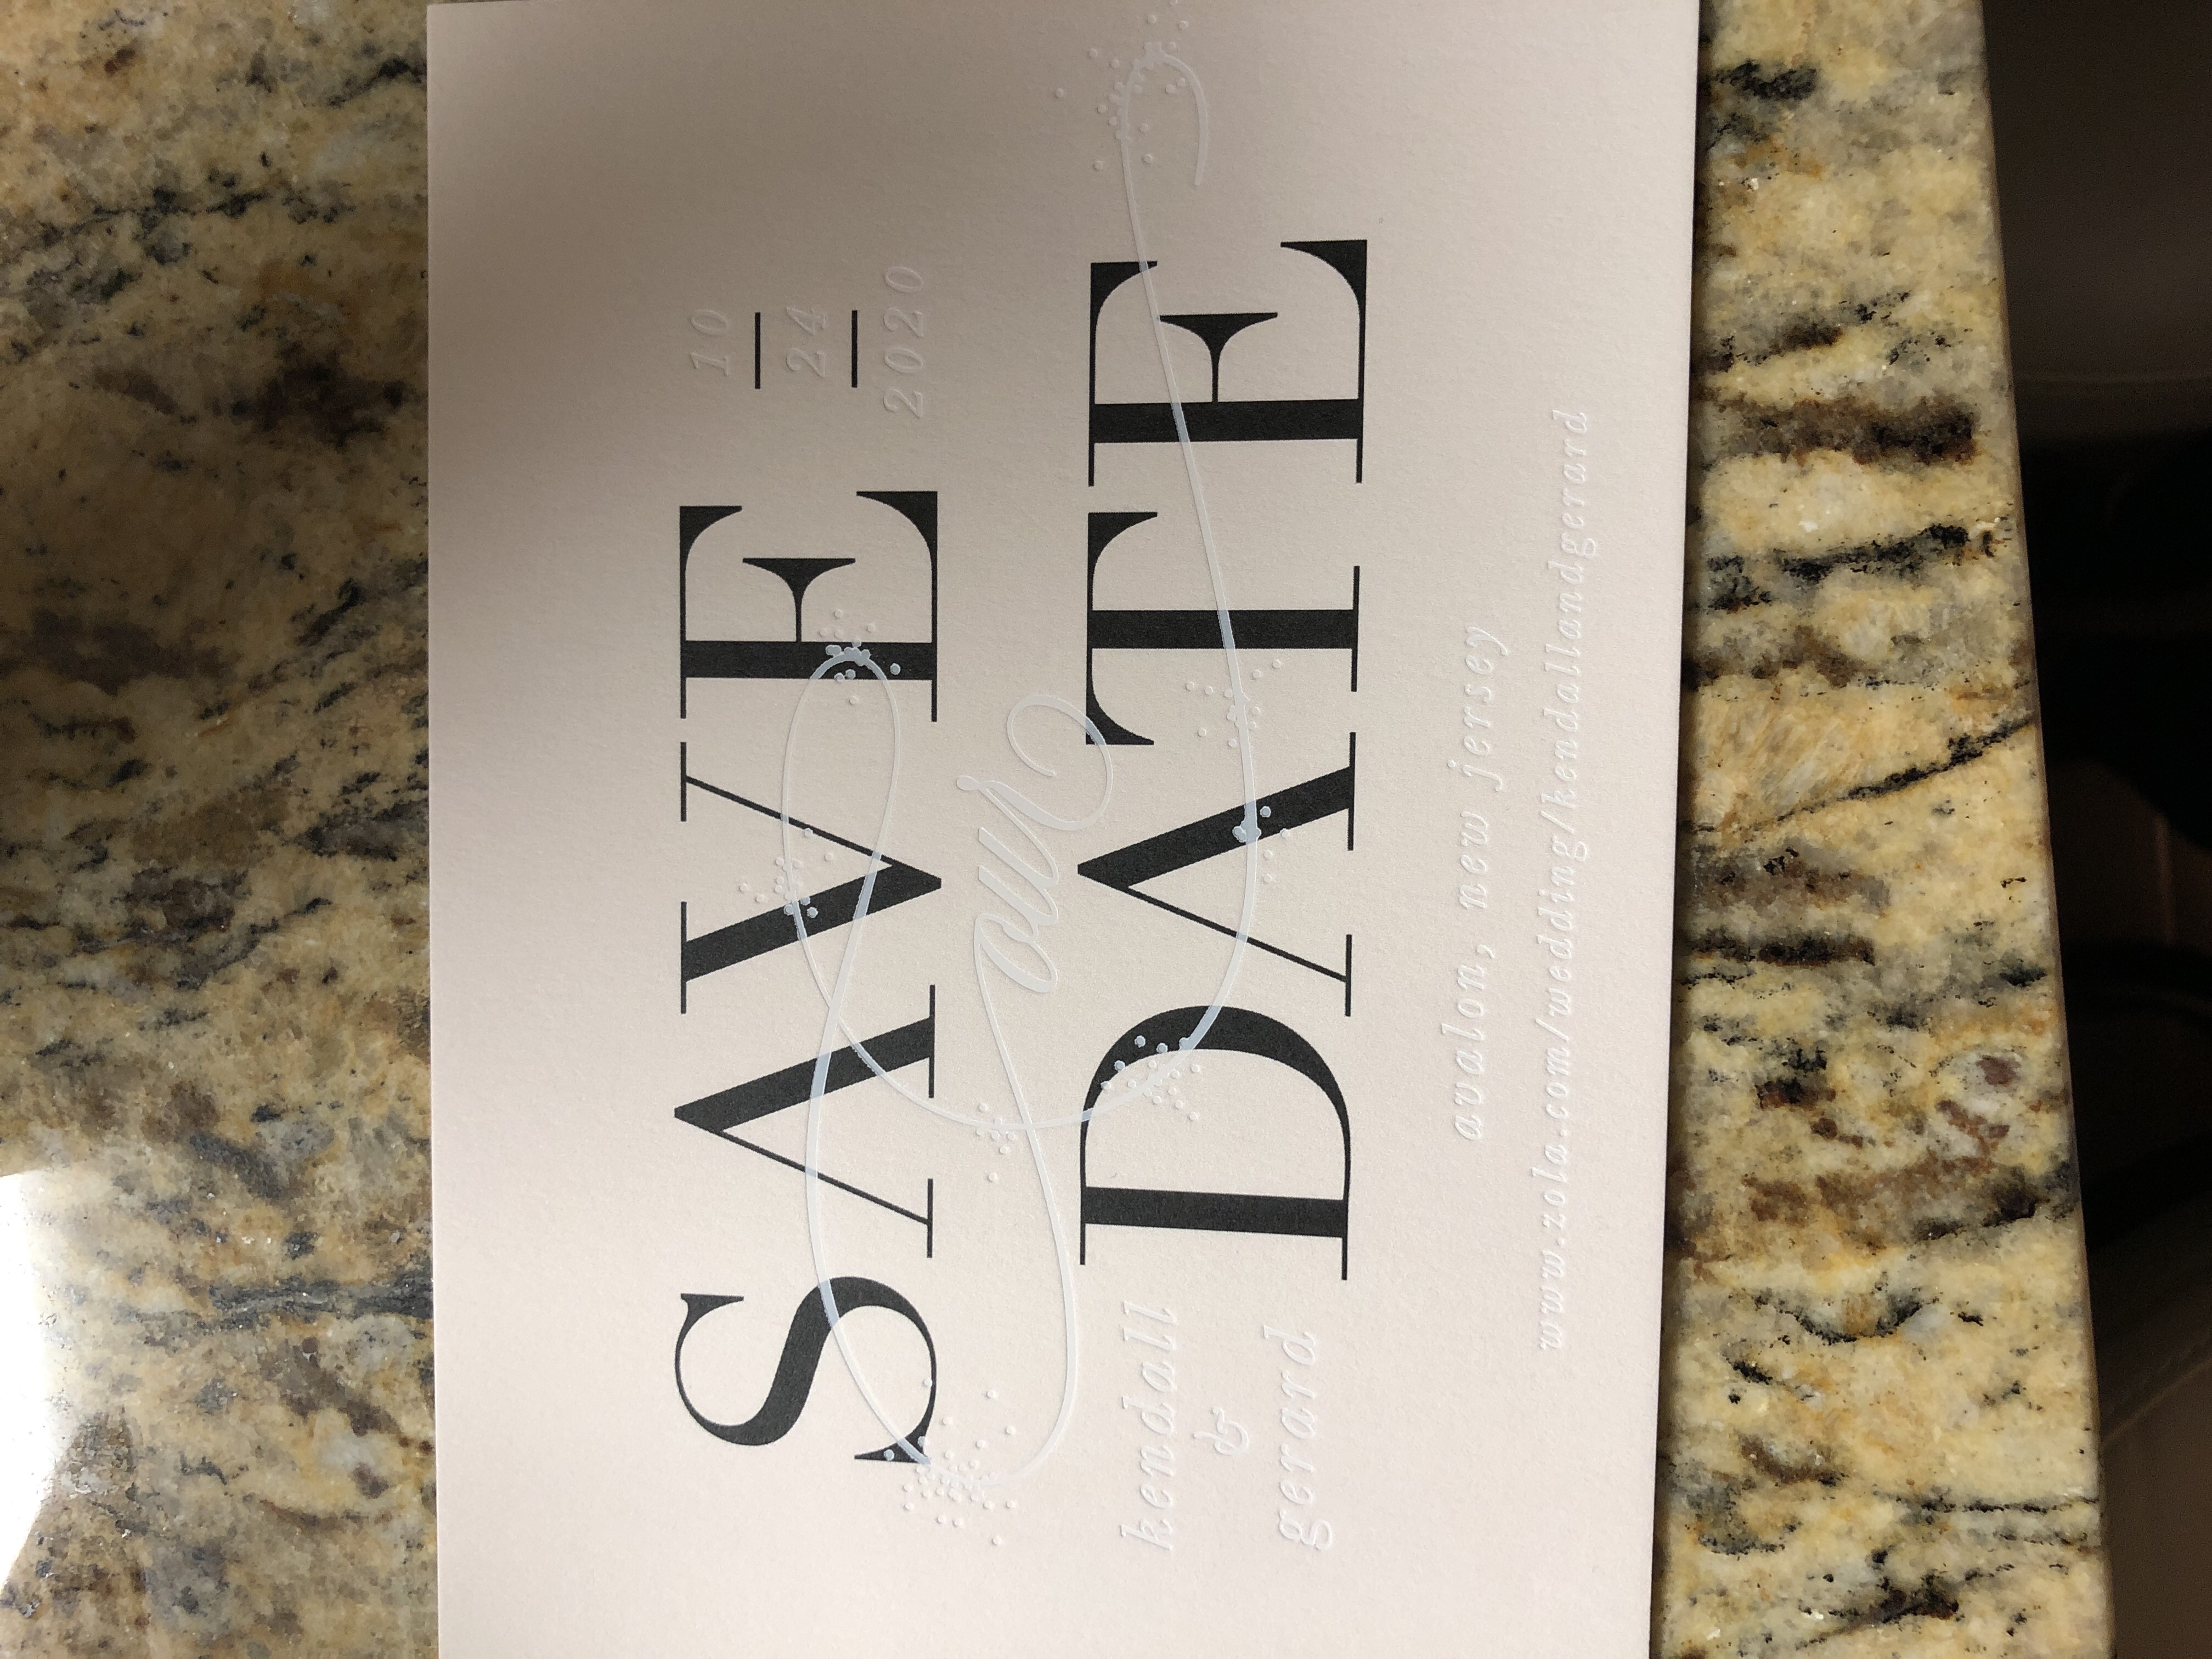 SAVE
10
24
2020
our
DATE
kendall
&
gerard
avalon, new jersey
www.zola.com/wedding/kendallandgerard